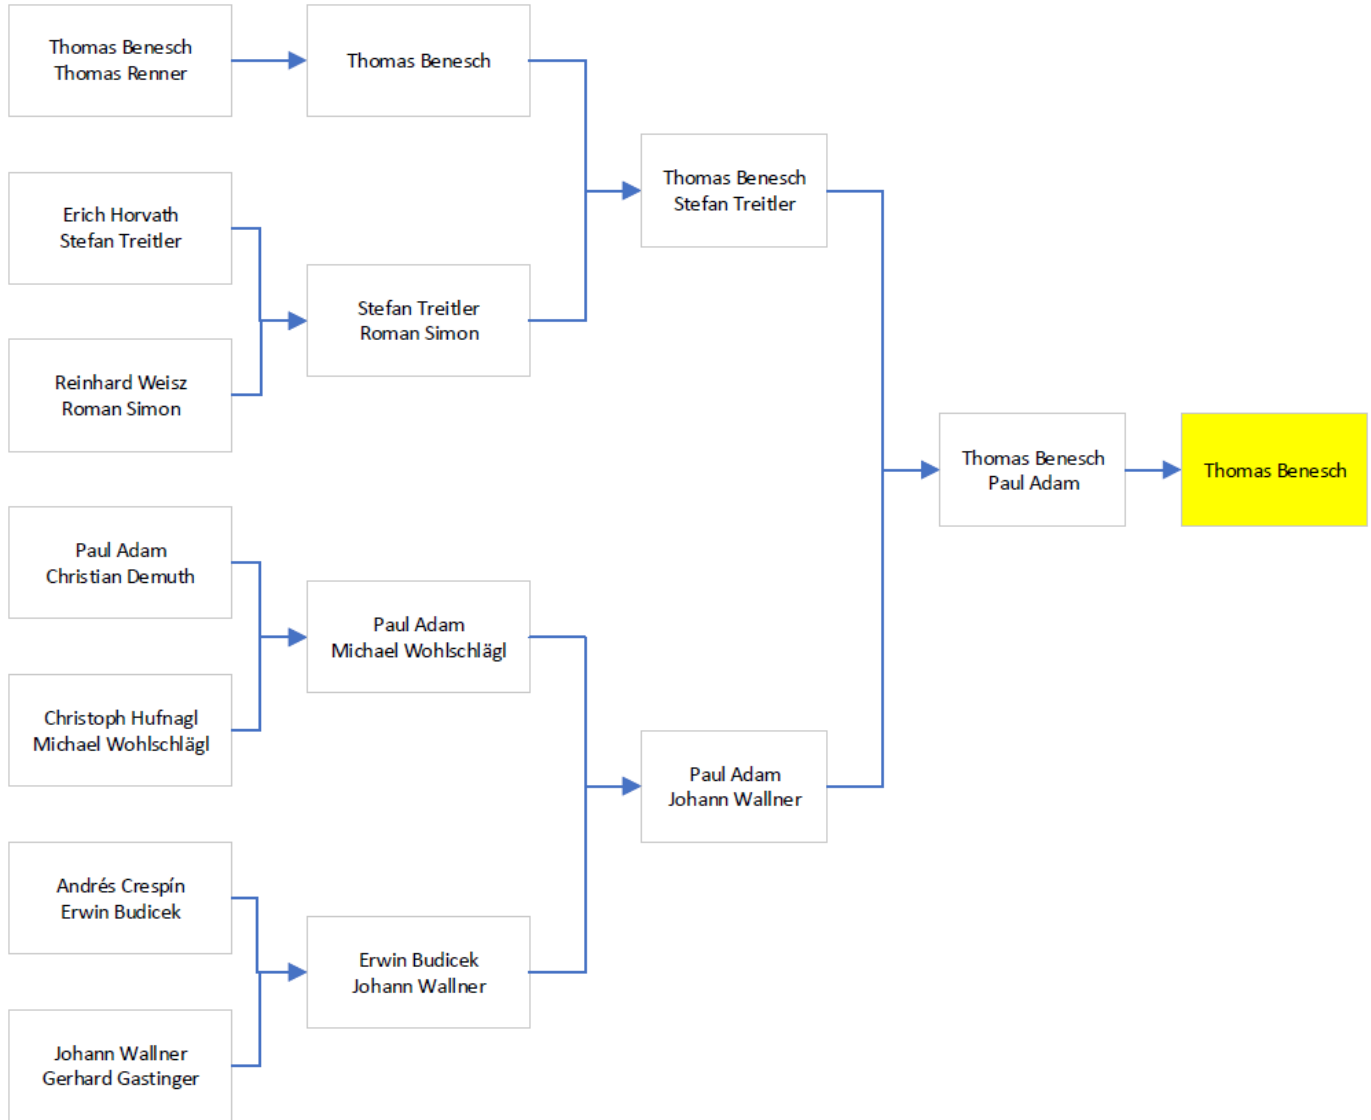 Thomas Benesch
Thomas Renner
Erich Horvath
Stefan Treitler
Reinhard Weisz
Roman Simon
Paul Adam
Christian Demuth
Christoph Hufnagl
Michael Wohlschlägl
Andrés Crespín
Erwin Budicek
Johann Wallner
Gerhard Gastinger
Thomas Benesch
Stefan Treitler
Roman Simon
Paul Adam
Michael Wohlschlägl
Erwin Budicek
Johann Wallner
Thomas Benesch
Stefan Treitler
Paul Adam
Johann Wallner
Thomas Benesch
Paul Adam
Thomas Benesch